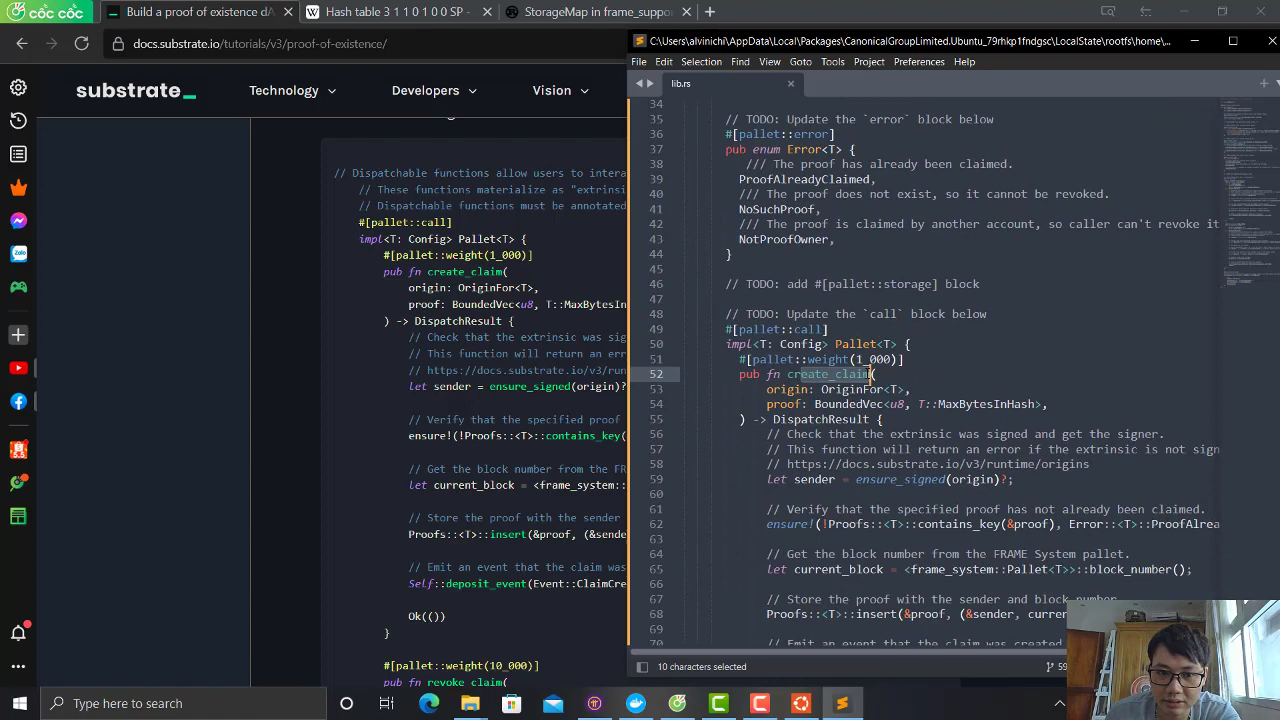 cốc cốc
Build a proof of existence dA
Hash table 3 1 1 0 1 0 0 SP -
StorageMap in frame_suppo
docs.substrate.io/tutorials/v3/proof-of-existence/
substrate_
Technology
Developers
Vision
These functions materialize "extrinsi
Dispatchable functions
#[pallet::call]
impl<T: Config> Pallet<T> {
#[pallet::weight(1_000)]
pub fn create_claim(
origin: OriginFor<T>,
proof: BoundedVec<u8, T::MaxBytesIn
) -> DispatchResult {
// Check that the extrinsic was sig
// This function will return an err
// https://docs.substrate.io/v3/run
let sender = ensure_signed(origin)?
// Verify that the specified proof
ensure!(!Proofs::<T>::contains_key(
// Get the block number from the FR
let current_block = <frame_system::
// Store the proof with the sender
Proofs::<T>::insert(&proof, (&sende
// Emit an event that the claim was
Self::deposit_event(Event::ClaimCre
Ok(())
}
#[pallet::weight(10_000)]
pub fn revoke_claim(
C:\Users\alvinichi\AppData\Local\Packages\CanonicalGroupLimited.Ubuntu_79rhkp1fndgsc\LocalState\rootfs\home\...
File Edit Selection Find View Goto Tools Project Preferences Help
lib.rs
34
35 // TODO: Update the `error` block below
36 #[pallet::error]
37 pub enum Error<T> {
38 /// The proof has already been claimed.
39 ProofAlreadyClaimed,
40 /// The proof does not exist, so it cannot be revoked.
41 NoSuchProof,
42 /// The proof is claimed by another account, so caller can't revoke it
43 NotProofOwner,
44 }
45
46 // TODO: add #[pallet::storage] block
47
48 // TODO: Update the `call` block below
49 #[pallet::call]
50 impl<T: Config> Pallet<T> {
51 #[pallet::weight(1_000)]
52 pub fn create_claim(
53 origin: OriginFor<T>,
54 proof: BoundedVec<u8, T::MaxBytesInHash>,
55 ) -> DispatchResult {
56 // Check that the extrinsic was signed and get the signer.
57 // This function will return an error if the extrinsic is not sign
58 // https://docs.substrate.io/v3/runtime/origins
59 let sender = ensure_signed(origin)?;
60
61 // Verify that the specified proof has not already been claimed.
62 ensure!(!Proofs::<T>::contains_key(&proof), Error::<T>::ProofAlrea
63
64 // Get the block number from the FRAME System pallet.
65 let current_block = <frame_system::Pallet<T>>::block_number();
66
67 // Store the proof with the sender and block number.
68 Proofs::<T>::insert(&proof, (&sender, curren
69
70 // Emit an event that the claim was created
10 characters selected
Type here to search